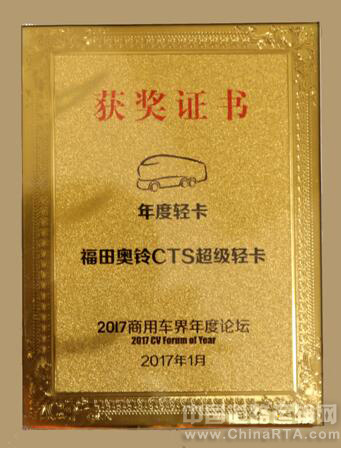 获奖证书
年度轻卡
福田奥铃CTS超级轻卡
2017商用车界年度论坛
2017 CV Forum of Year
2017年1月
www.ChinaRTA.com